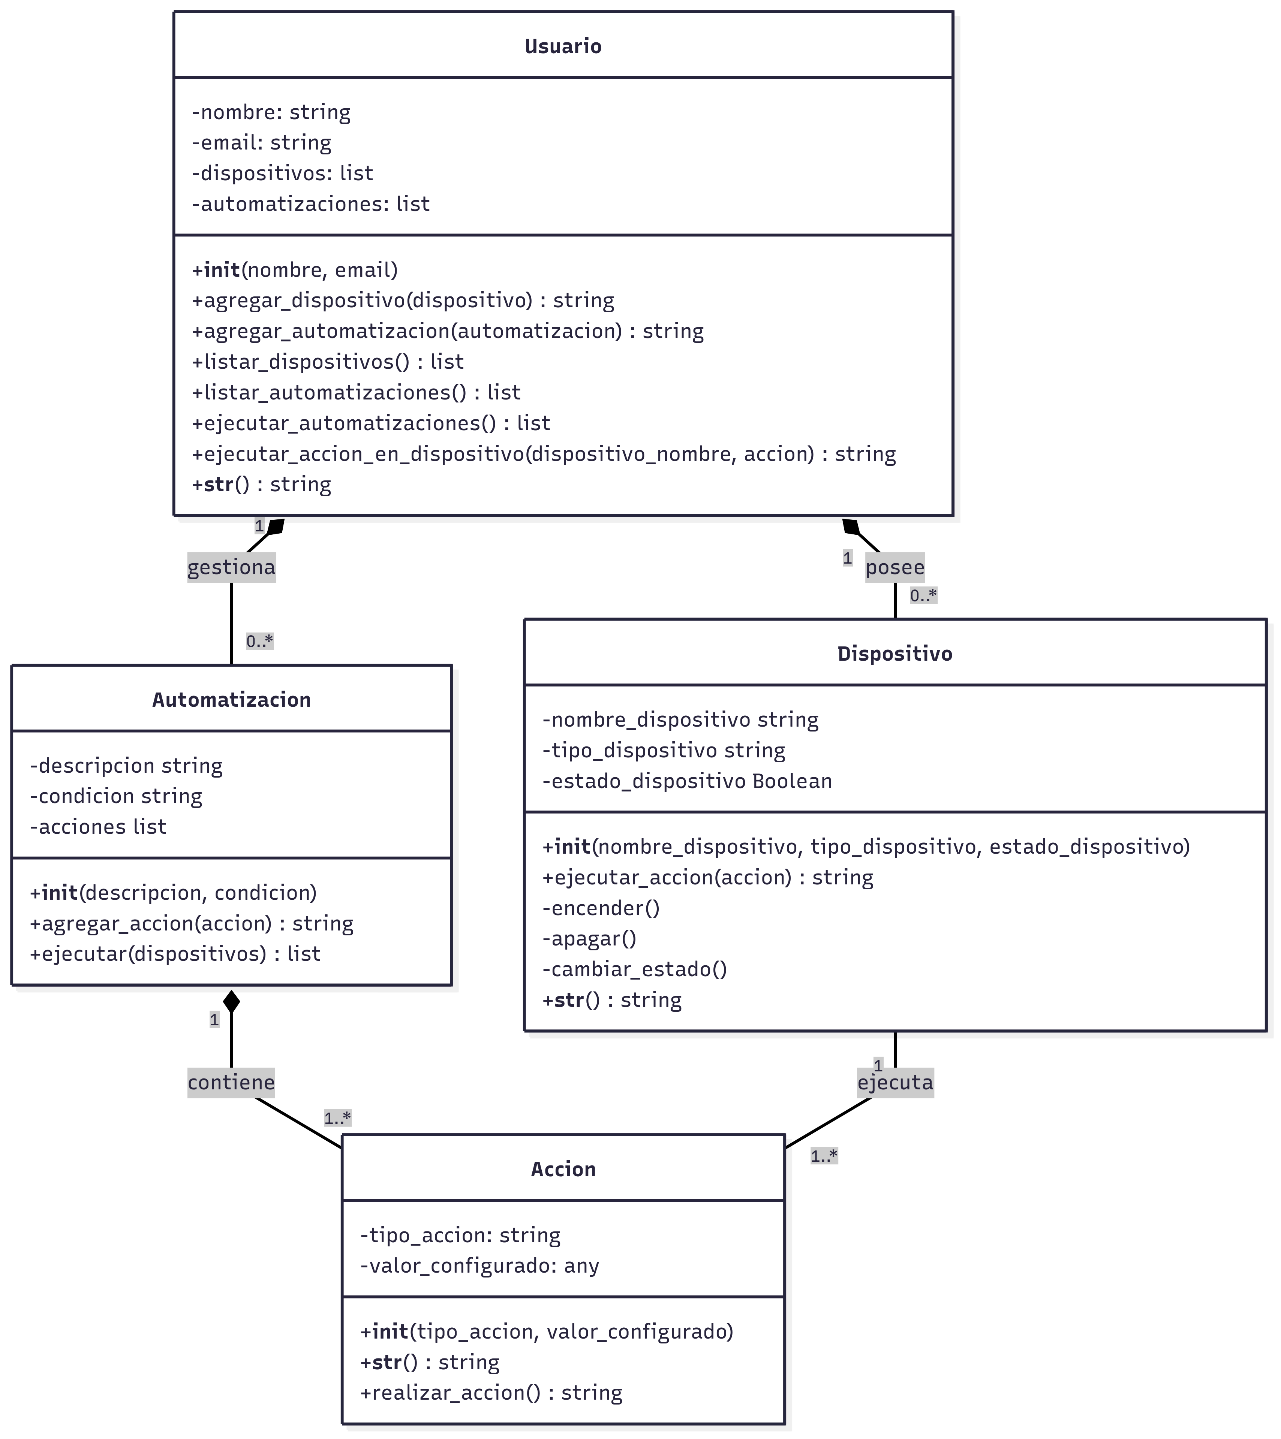 Usuario
-nombre: string
-email: string
-dispositivos: list
-automatizaciones: list
+init(nombre, email)
+agregar_dispositivo(dispositivo) : string
+agregar_automatizacion(automatizacion) : string
+listar_dispositivos() : list
+listar_automatizaciones() : list
+ejecutar_automatizaciones() : list
+ejecutar_accion_en_dispositivo(dispositivo_nombre, accion) : string
+str() : string
1
gestiona
0..*
1
posee
0..*
Automatizacion
-descripcion string
-condicion string
-acciones list
+init(descripcion, condicion)
+agregar_accion(accion) : string
+ejecutar(dispositivos) : list
Dispositivo
-nombre_dispositivo string
-tipo_dispositivo string
-estado_dispositivo Boolean
+init(nombre_dispositivo, tipo_dispositivo, estado_dispositivo)
+ejecutar_accion(accion) : string
-encender()
-apagar()
-cambiar_estado()
+str() : string
1
contiene
1..*
1
ejecuta
1..*
Accion
-tipo_accion: string
-valor_configurado: any
+init(tipo_accion, valor_configurado)
+str() : string
+realizar_accion() : string